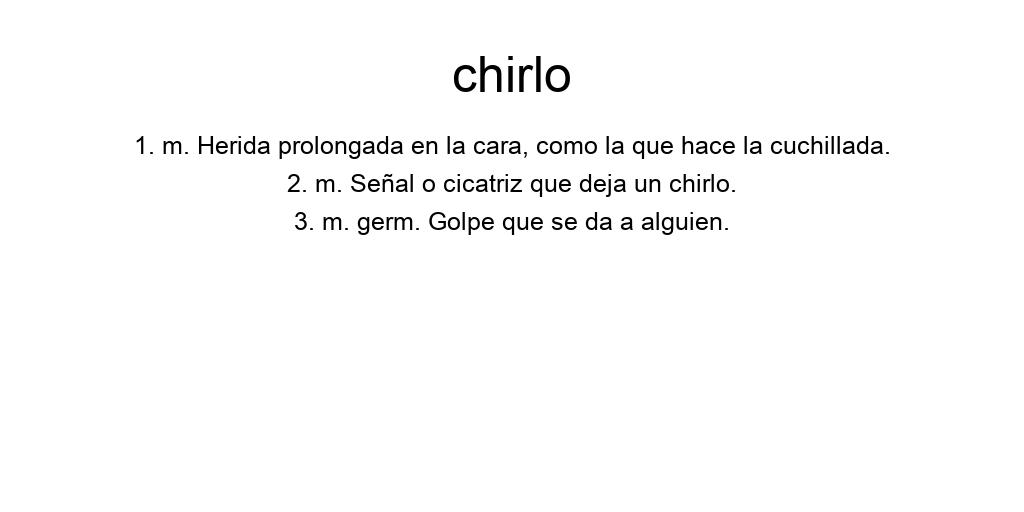 chirlo
1. m. Herida prolongada en la cara, como la que hace la cuchillada.
2. m. Señal o cicatriz que deja un chirlo.
3. m. germ. Golpe que se da a alguien.